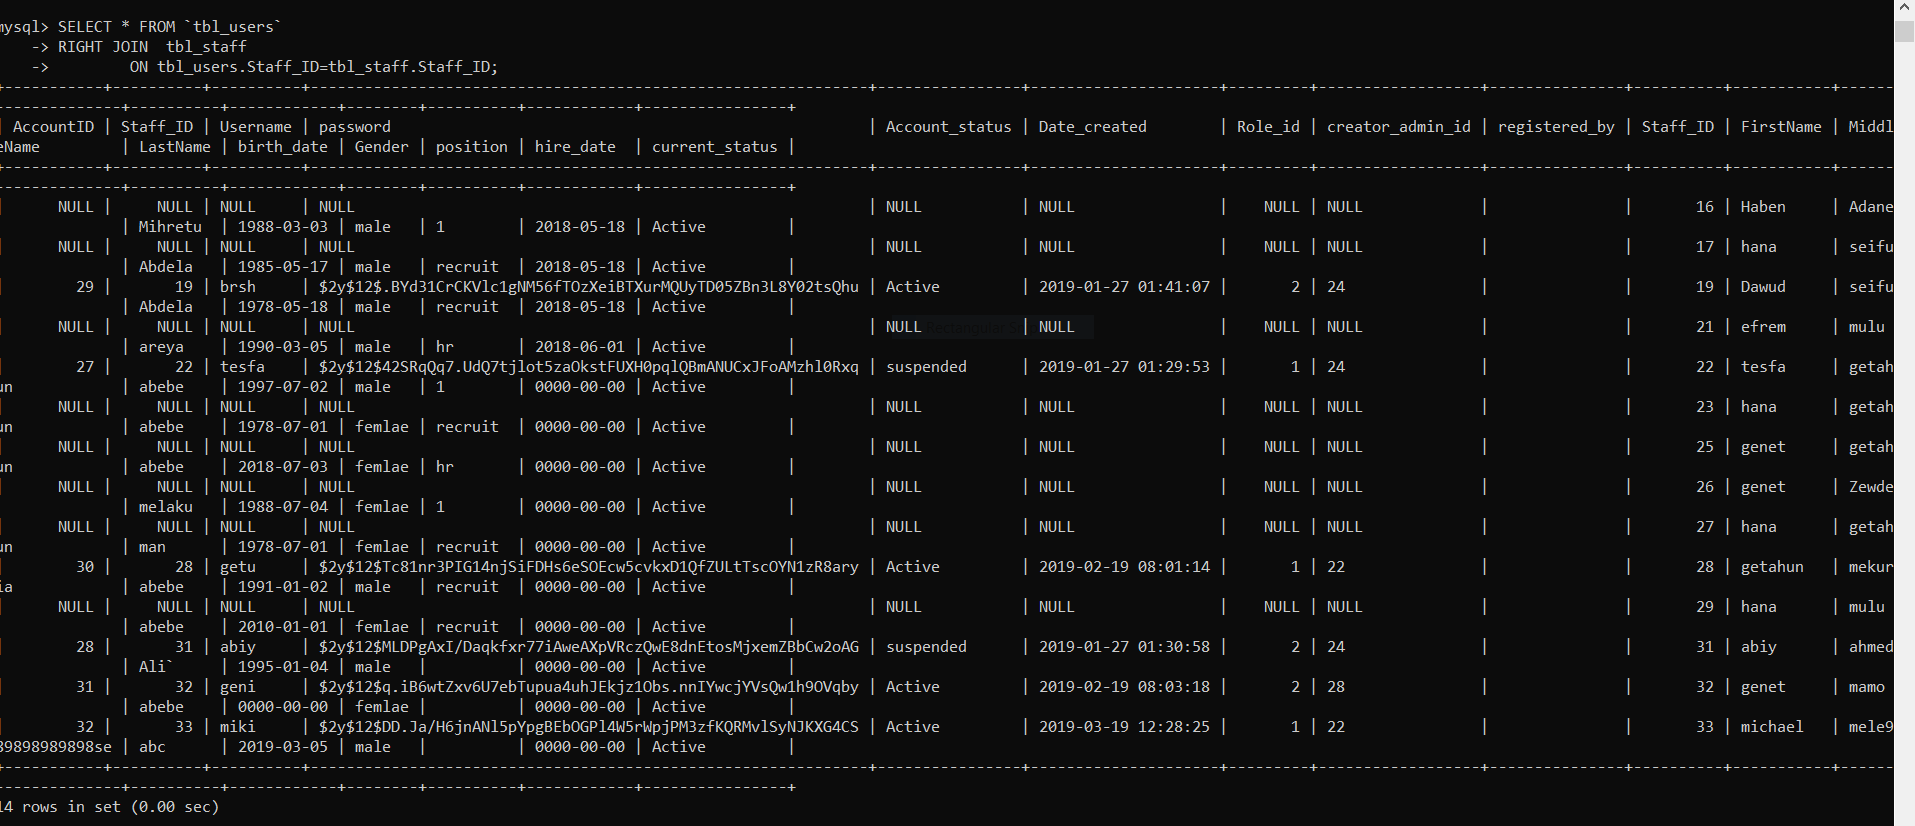 mysql> SELECT * FROM `tbl_users`
-> RIGHT JOIN  tbl_staff
->         ON tbl_users.Staff_ID=tbl_staff.Staff_ID;
| AccountID | Staff_ID | Username | password | Account_status | Date_created | Role_id | creator_admin_id | registered_by | Staff_ID | FirstName | Middl
eName | LastName | birth_date | Gender | position | hire_date | current_status |
| NULL | NULL | NULL | NULL | NULL | NULL | NULL | NULL | | 16 | Haben | Adane
| Mihretu | 1988-03-03 | male | 1 | 2018-05-18 | Active |
| NULL | NULL | NULL | NULL | NULL | NULL | NULL | NULL | | 17 | hana | seifu
| Abdela | 1985-05-17 | male | recruit | 2018-05-18 | Active |
| 29 | 19 | brsh | $2y$12$.BYd31CrCKVlc1gNM56fTOzXeiBTXurMQUyTD05ZBn3L8Y02tsQhu | Active | 2019-01-27 01:41:07 | 2 | 24 | | 19 | Dawud | seifu
| Abdela | 1978-05-18 | male | recruit | 2018-05-18 | Active |
| NULL | NULL | NULL | NULL | NULL | NULL | NULL | NULL | | 21 | efrem | mulu
| areya | 1990-03-05 | male | hr | 2018-06-01 | Active |
| 27 | 22 | tesfa | $2y$12$42SRqQq7.UdQ7tjlot5zaOkstFUXH0pqlQBmANUCxJFoAMzhl0Rxq | suspended | 2019-01-27 01:29:53 | 1 | 24 | | 22 | tesfa | getah
un | abebe | 1997-07-02 | male | 1 | 0000-00-00 | Active |
| NULL | NULL | NULL | NULL | NULL | NULL | NULL | NULL | | 23 | hana | getah
un | abebe | 1978-07-01 | femlae | recruit | 0000-00-00 | Active |
| NULL | NULL | NULL | NULL | NULL | NULL | NULL | NULL | | 25 | genet | getah
un | abebe | 2018-07-03 | femlae | hr | 0000-00-00 | Active |
| NULL | NULL | NULL | NULL | NULL | NULL | NULL | NULL | | 26 | genet | Zewde
| melaku | 1988-07-04 | femlae | 1 | 0000-00-00 | Active |
| NULL | NULL | NULL | NULL | NULL | NULL | NULL | NULL | | 27 | hana | getah
un | man | 1978-07-01 | femlae | recruit | 0000-00-00 | Active |
| 30 | 28 | getu | $2y$12$Tc81nr3PIG14njSiFDHs6eSOEcw5cvkxD1QfZULtTscOYN1zR8ary | Active | 2019-02-19 08:01:14 | 1 | 22 | | 28 | getahun | mekur
ia | abebe | 1991-01-02 | male | recruit | 0000-00-00 | Active |
| NULL | NULL | NULL | NULL | NULL | NULL | NULL | NULL | | 29 | hana | mulu
| abebe | 2010-01-01 | femlae | recruit | 0000-00-00 | Active |
| 28 | 31 | abiy | $2y$12$MLDPgAxI/Daqkfxr77iAweAXpVRczQwE8dnEtosMjxemZBbCw2oAG | suspended | 2019-01-27 01:30:58 | 2 | 24 | | 31 | abiy | ahmed
| Ali` | 1995-01-04 | male | | 0000-00-00 | Active |
| 31 | 32 | geni | $2y$12$q.iB6wtZxv6U7ebTupua4uhJEkjz1Obs.nnIYwcjYVsQw1h9OVqby | Active | 2019-02-19 08:03:18 | 2 | 28 | | 32 | genet | mamo
| abebe | 0000-00-00 | femlae | | 0000-00-00 | Active |
| 32 | 33 | miki | $2y$12$DD.Ja/H6jnANl5pYpgBEbOGPl4W5rWpjPM3zfKQRMvlSyNJKXG4CS | Active | 2019-03-19 12:28:25 | 1 | 22 | | 33 | michael | mele9
89898989898se | abc | 2019-03-05 | male | | 0000-00-00 | Active |
14 rows in set (0.00 sec)